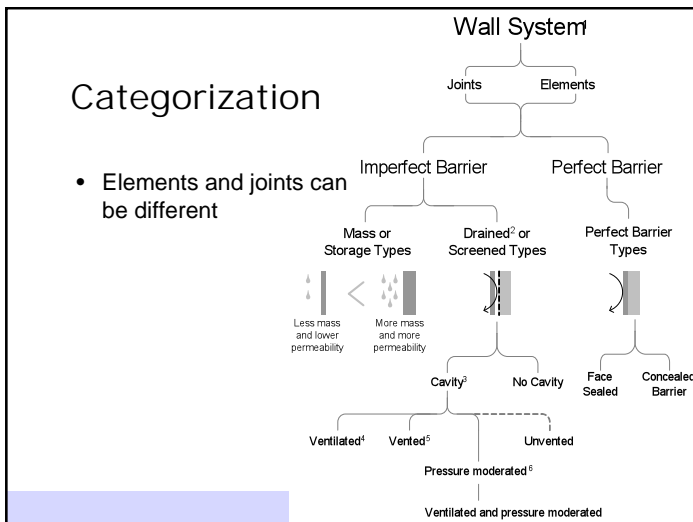 Wall System¹
Categorization
Joints
Elements
• Elements and joints can
be different
Imperfect Barrier
Perfect Barrier
Mass or
Storage Types
Drained² or
Screened Types
Perfect Barrier
Types
<
Less mass
and lower
permeability
More mass
and more
permeability
Cavity³
No Cavity
Face
Sealed
Concealed
Barrier
Ventilated⁴
Vented⁵
Unvented
Pressure moderated⁶
Ventilated and pressure moderated